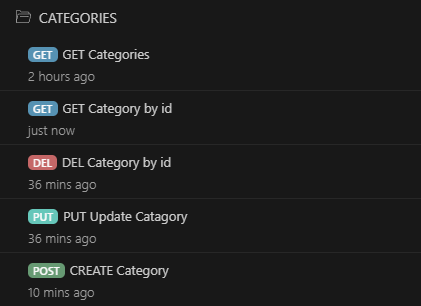 CATEGORIES
GET GET Categories
2 hours ago
GET GET Category by id
just now
DEL DEL Category by id
36 mins ago
PUT PUT Update Catagory
36 mins ago
POST CREATE Category
10 mins ago